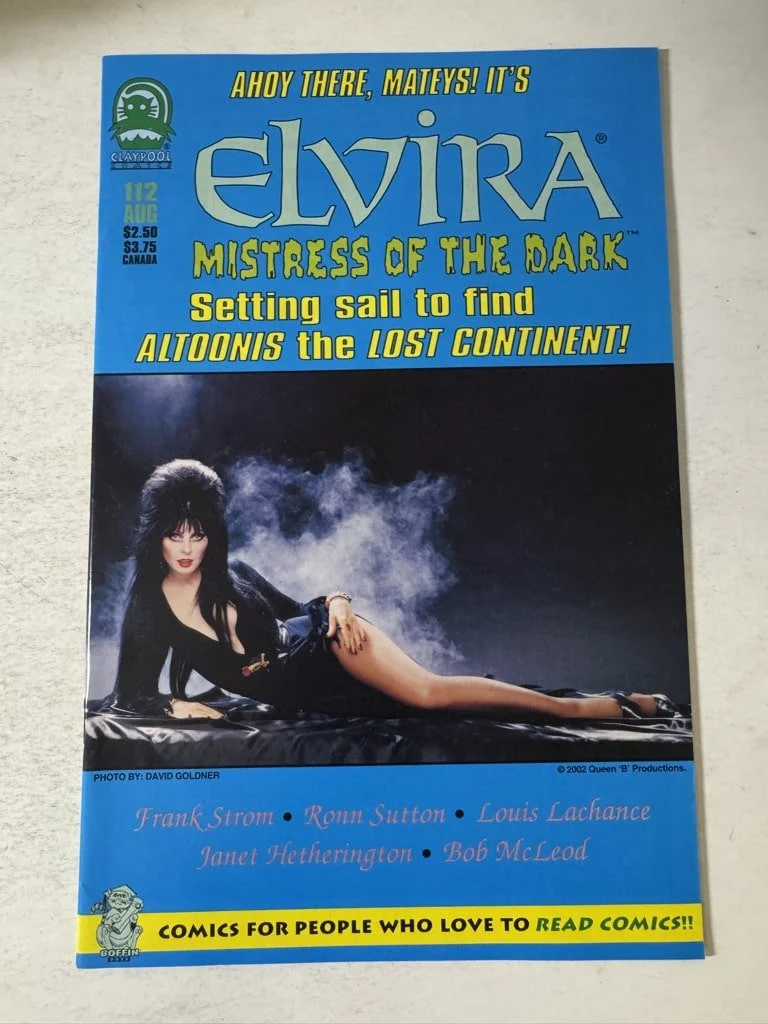 AHOY THERE, MATEYS! IT'S
CLAYPOOL
ELVIRA®
112
AUG
$2.50
$3.75
CANADA
MISTRESS OF THE DARK™
Setting sail to find
ALTOONIS the LOST CONTINENT!
PHOTO BY: DAVID GOLDNER
© 2002 Queen 'B' Productions.
Frank Strom • Ronn Sutton • Louis Lachance
Janet Hetherington • Bob McLeod
COMICS FOR PEOPLE WHO LOVE TO READ COMICS!!
BOFFIN